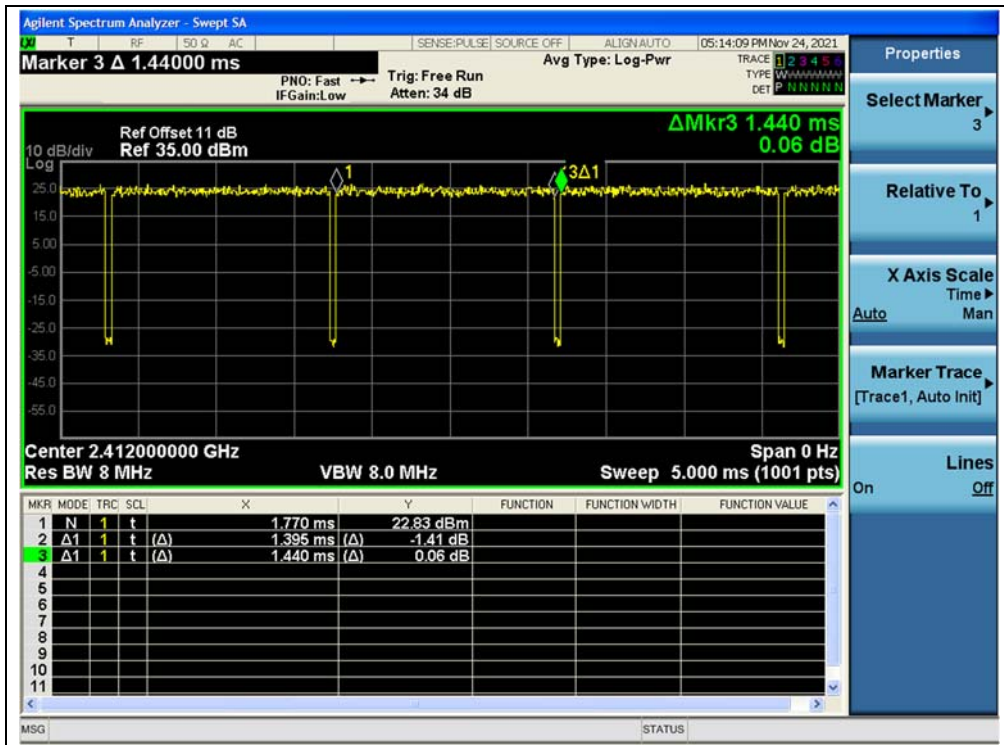 Agilent Spectrum Analyzer - Swept SA
LXI T RF 50 Ω AC SENSE:PULSE SOURCE OFF ALIGN AUTO 05:14:09 PM Nov 24, 2021
Marker 3 Δ 1.44000 ms
PNO: Fast
IFGain:Low
Trig: Free Run
Atten: 34 dB
Avg Type: Log-Pwr
TRACE 1 2 3 4 5 6
TYPE W
DET P N N N N N
Ref Offset 11 dB
Ref 35.00 dBm
10 dB/div
Log
ΔMkr3 1.440 ms
0.06 dB
1
3Δ1
25.0
15.0
5.00
-5.00
-15.0
-25.0
-35.0
-45.0
-55.0
Center 2.412000000 GHz Span 0 Hz
Res BW 8 MHz VBW 8.0 MHz Sweep 5.000 ms (1001 pts)
MKR MODE TRC SCL X Y FUNCTION FUNCTION WIDTH FUNCTION VALUE
1 N 1 t 1.770 ms 22.83 dBm
2 Δ1 1 t (Δ) 1.395 ms (Δ) -1.41 dB
3 Δ1 1 t (Δ) 1.440 ms (Δ) 0.06 dB
4
5
6
7
8
9
10
11
MSG STATUS
Properties
Select Marker
3
Relative To
1
X Axis Scale
Time
Auto Man
Marker Trace
[Trace1, Auto Init]
Lines
On Off